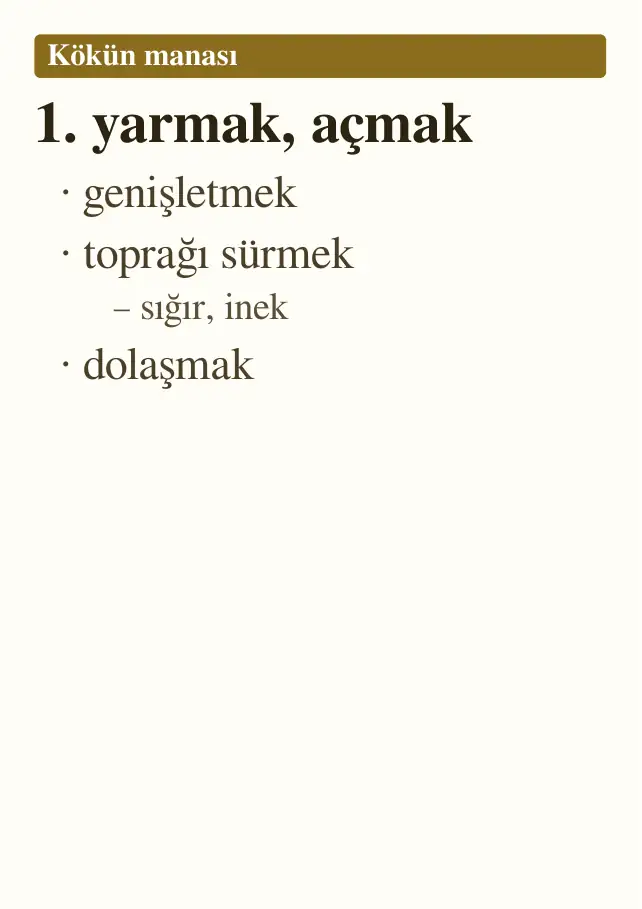 Kökün manası
1. yarmak, açmak
· genişletmek
· toprağı sürmek
– sığır, inek
· dolaşmak